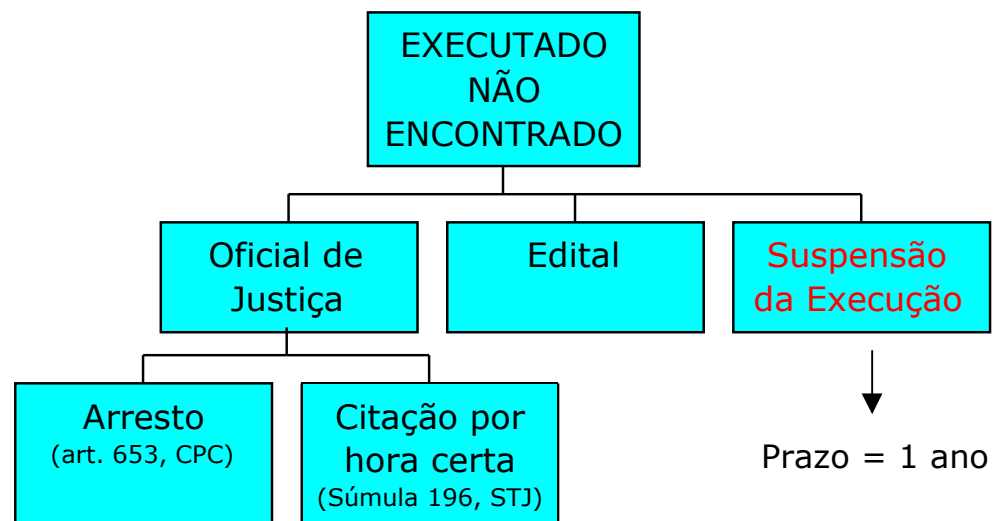 EXECUTADO
NÃO
ENCONTRADO
Oficial de
Justiça
Edital
Suspensão
da Execução
Arresto
(art. 653, CPC)
Citação por
hora certa
(Súmula 196, STJ)
Prazo = 1 ano